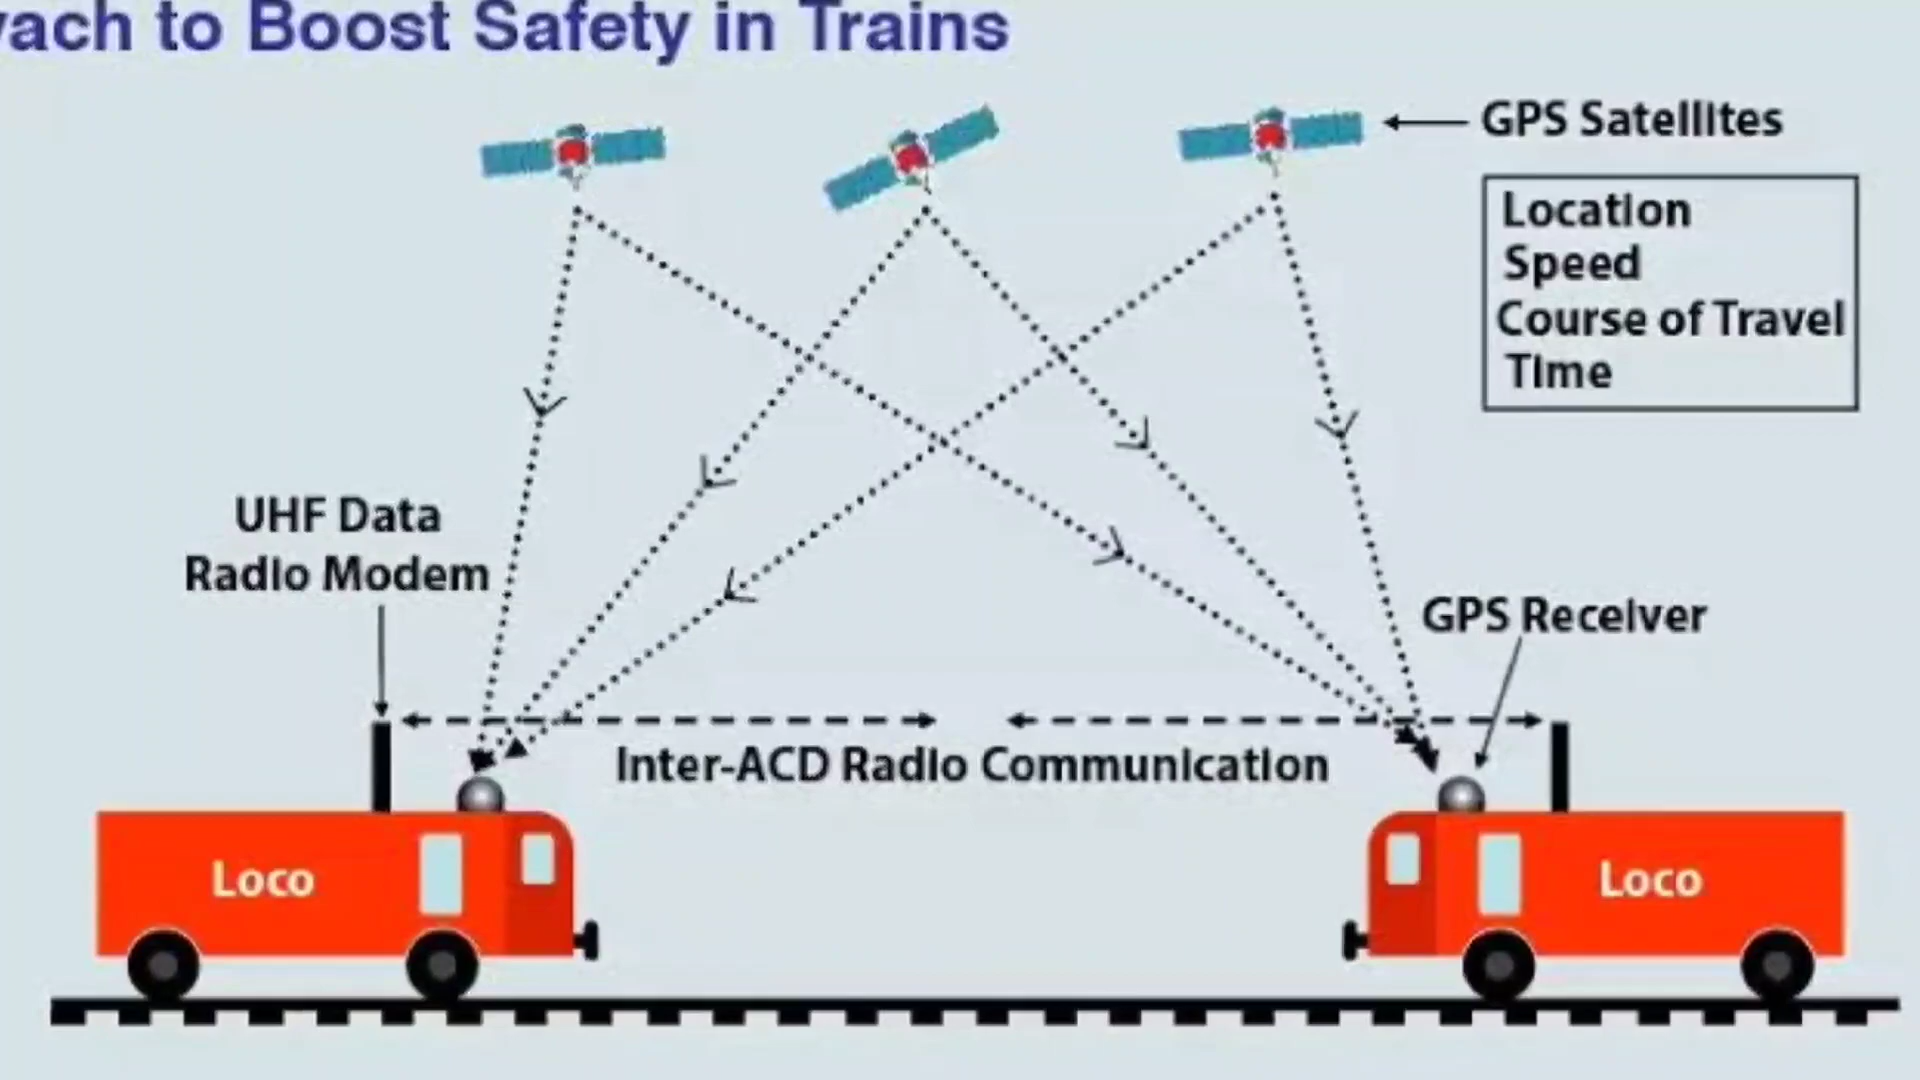 to Boost Safety in Trains
GPS Satellites
Location
Speed
Course of Travel
Time
UHF Data
Radio Modem
GPS Receiver
Inter-ACD Radio Communication
Loco
Loco